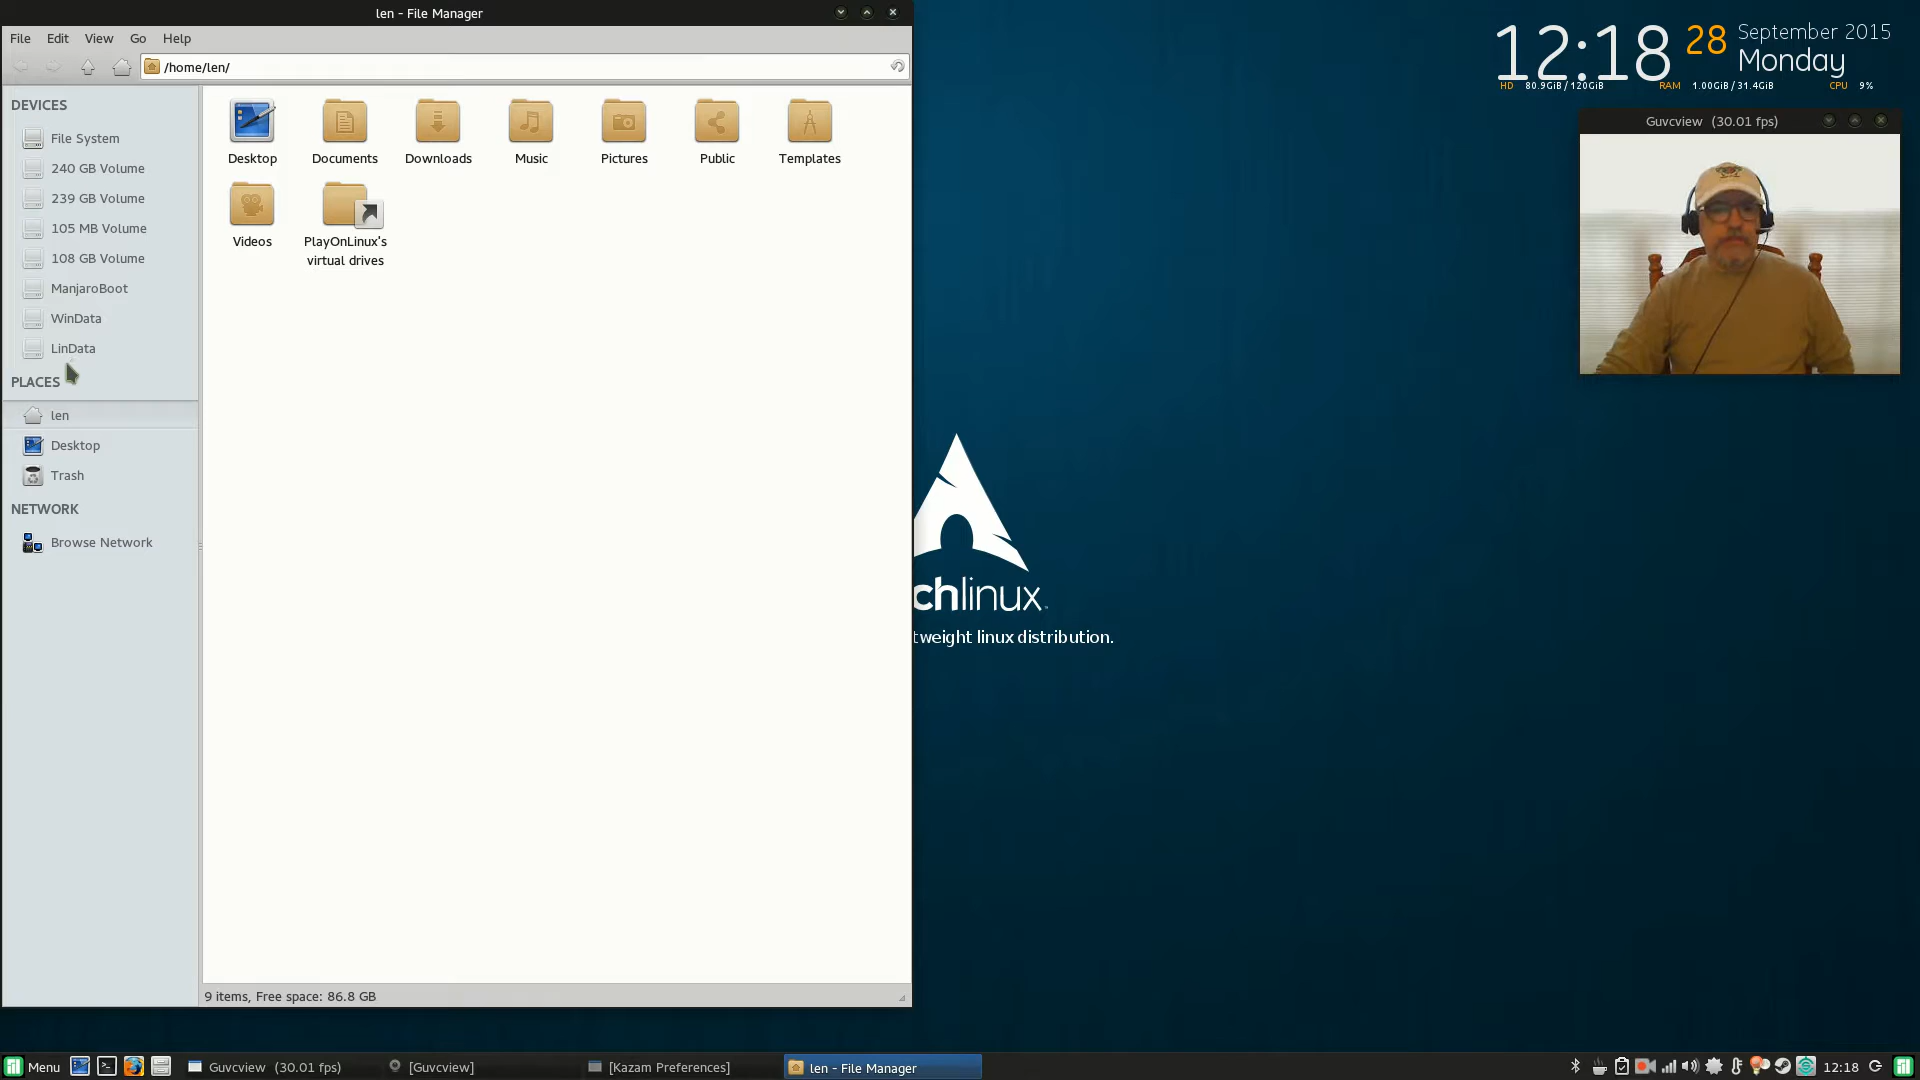 len - File Manager
File Edit View Go Help
/home/len/
DEVICES
File System
240 GB Volume
239 GB Volume
105 MB Volume
108 GB Volume
ManjaroBoot
WinData
LinData
PLACES
len
Desktop
Trash
NETWORK
Browse Network
Desktop Documents Downloads Music Pictures Public Templates
Videos PlayOnLinux's
virtual drives
9 items, Free space: 86.8 GB
12:18 28 September 2015
Monday
HD 80.9GiB / 120GiB RAM 1.00GiB / 31.4GiB CPU 9%
Guvcview (30.01 fps)
chlinux
tweight linux distribution.
Menu Guvcview (30.01 fps) [Guvcview] [Kazam Preferences] len - File Manager 12:18